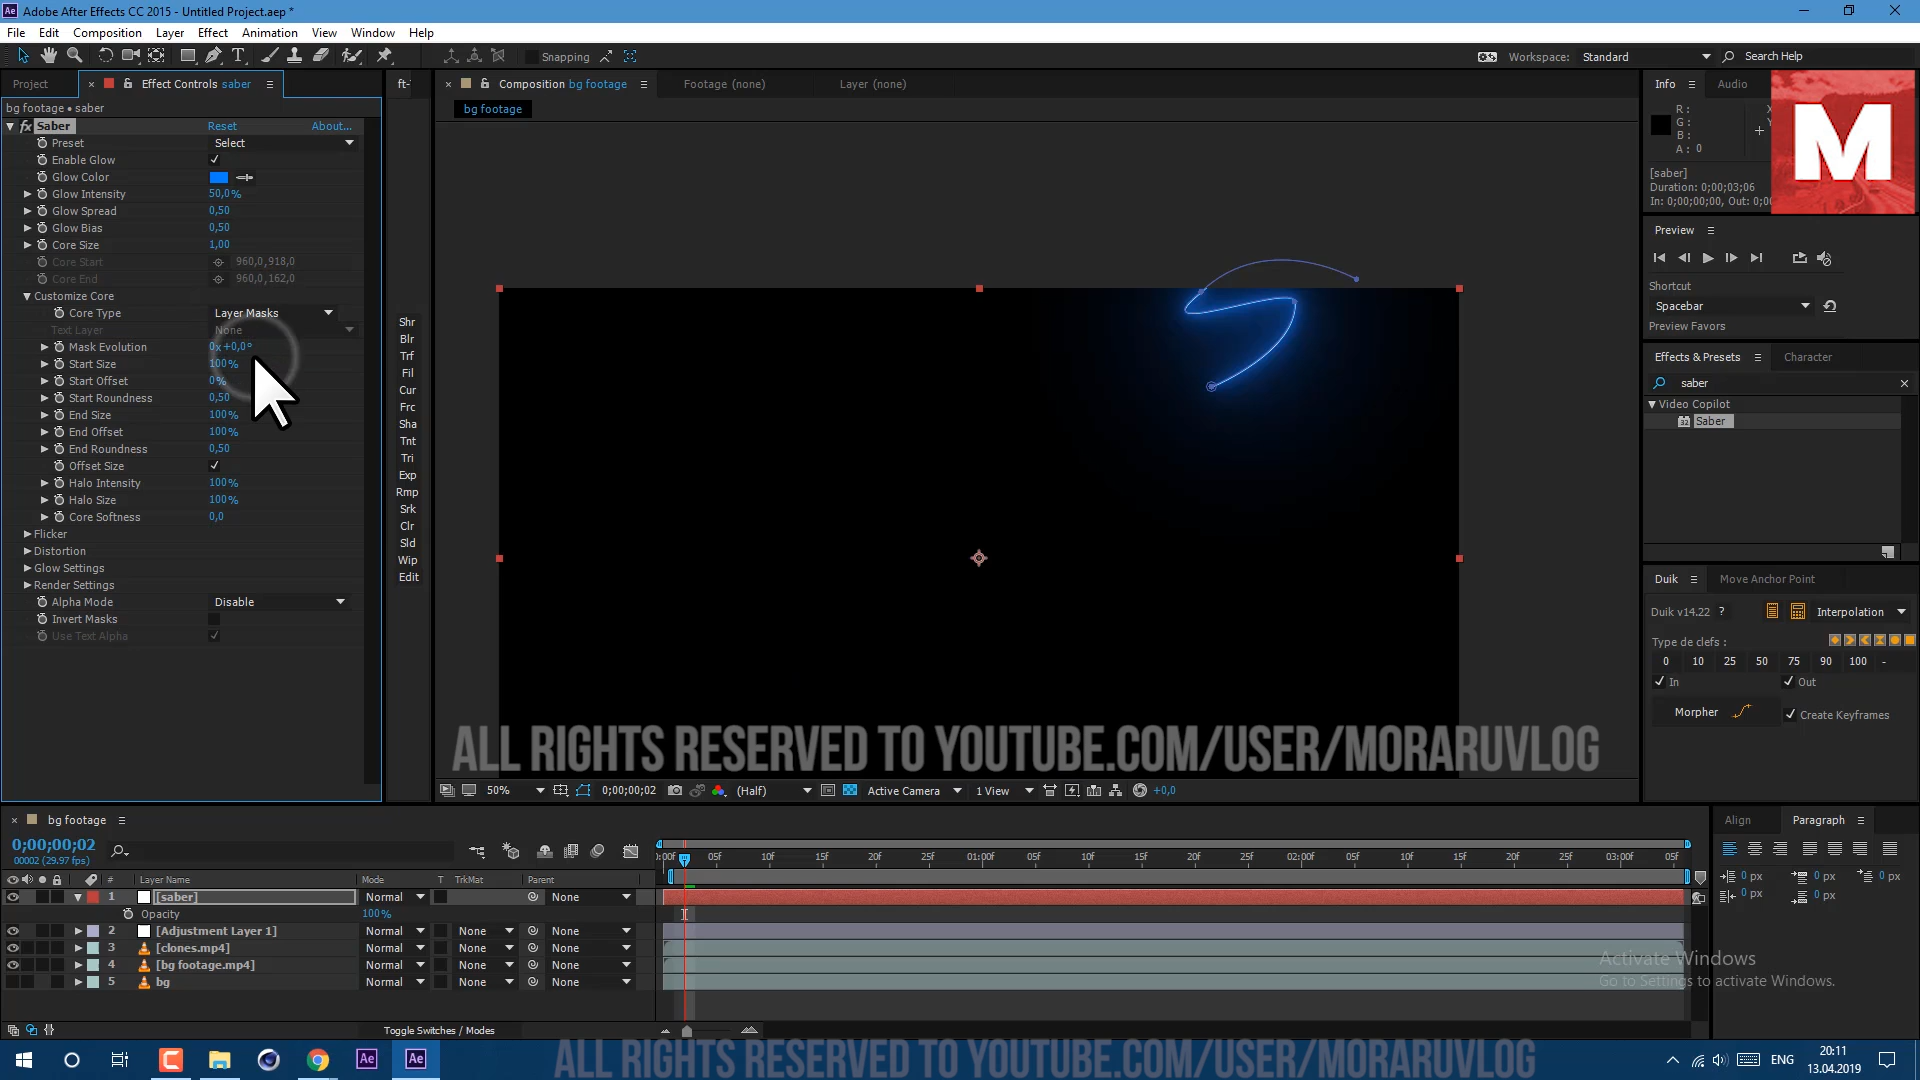 Adobe After Effects CC 2015 - Untitled Project.aep *
File Edit Composition Layer Effect Animation View Window Help
Snapping
Workspace: Standard
Search Help
Project
Effect Controls saber
ft-
Composition bg footage
Footage (none)
Layer (none)
Info
Audio
bg footage • saber
bg footage
Saber Reset About...
Preset Select
Enable Glow
Glow Color
Glow Intensity 50,0%
Glow Spread 0,50
Glow Bias 0,50
Core Size 1,00
Core Start 960,0,918,0
Core End 960,0,162,0
Customize Core
Core Type Layer Masks
Text Layer None
Mask Evolution 0x+0,0°
Start Size 100%
Start Offset 0%
Start Roundness 0,50
End Size 100%
End Offset 100%
End Roundness 0,50
Offset Size
Halo Intensity 100%
Halo Size 100%
Core Softness 0,0
Flicker
Distortion
Glow Settings
Render Settings
Alpha Mode Disable
Invert Masks
Use Text Alpha
Shr
Blr
Trf
Fil
Cur
Frc
Sha
Tnt
Tri
Exp
Rmp
Srk
Clr
Sld
Wip
Edit
R :
G :
B :
A : 0
M
[saber]
Duration: 0;00;03;06
In: 0;00;00;00, Out: 0;00
Preview
Shortcut
Spacebar
Preview Favors
Effects & Presets
Character
saber
Video Copilot
32 Saber
Duik
Move Anchor Point
Duik v14.22 ? Interpolation
Type de clefs :
0 10 25 50 75 90 100 -
In Out
Morpher Create Keyframes
ALL RIGHTS RESERVED TO YOUTUBE.COM/USER/MORARUVLOG
50% 0;00;00;02 (Half) Active Camera 1 View +0,0
bg footage
0;00;00;02
00002 (29.97 fps)
:00f 05f 10f 15f 20f 25f 01:00f 05f 10f 15f 20f 25f 02:00f 05f 10f 15f 20f 25f 03:00f 05f
# Layer Name Mode T TrkMat Parent
1 [saber] Normal None
Opacity 100%
2 [Adjustment Layer 1] Normal None None
3 [clones.mp4] Normal None None
4 [bg footage.mp4] Normal None None
5 bg Normal None None
Toggle Switches / Modes
Align
Paragraph
0 px 0 px 0 px
0 px 0 px
Activate Windows
Go to Settings to activate Windows.
Ae
Ae
ALL RIGHTS RESERVED TO YOUTUBE.COM/USER/MORARUVLOG
ENG
20:11
13.04.2019